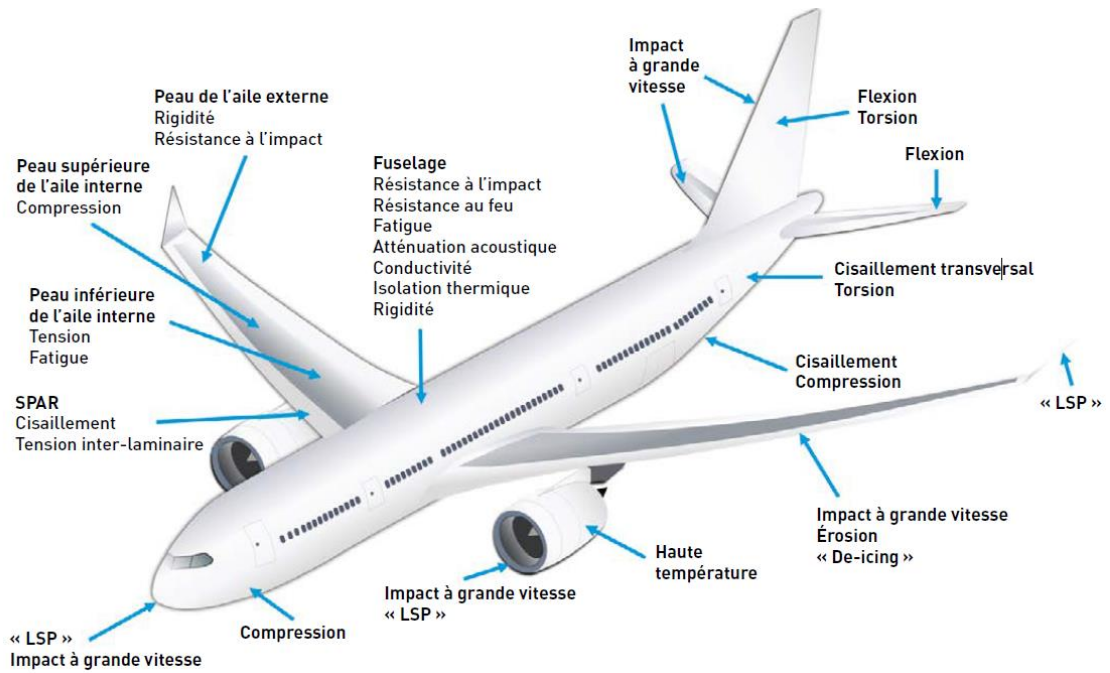 Impact
à grande
vitesse
Peau de l'aile externe
Rigidité
Résistance à l'impact
Flexion
Torsion
Peau supérieure
de l'aile interne
Compression
Fuselage
Résistance à l'impact
Résistance au feu
Fatigue
Atténuation acoustique
Conductivité
Isolation thermique
Rigidité
Flexion
Peau inférieure
de l'aile interne
Tension
Fatigue
Cisaillement transversal
Torsion
Cisaillement
Compression
SPAR
Cisaillement
Tension inter-laminaire
« LSP »
Impact à grande vitesse
Érosion
« De-icing »
Haute
température
Impact à grande vitesse
« LSP »
Compression
« LSP »
Impact à grande vitesse